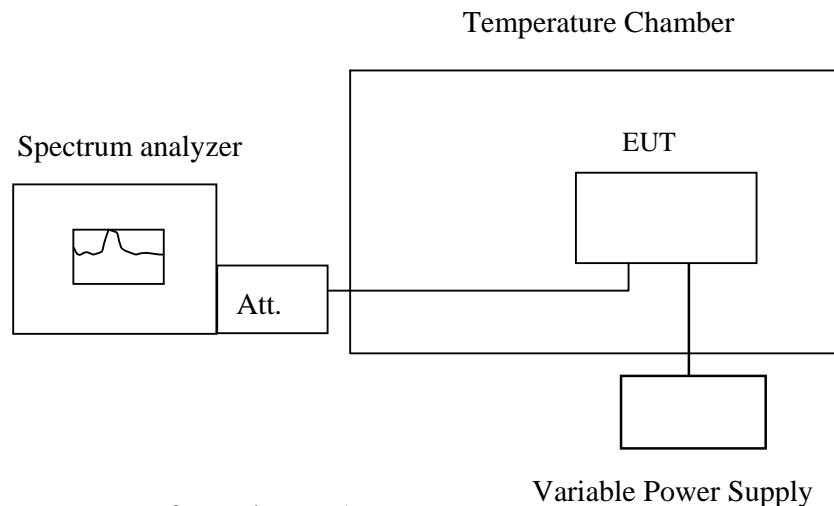 Temperature Chamber
Spectrum analyzer
EUT
Att.
Variable Power Supply